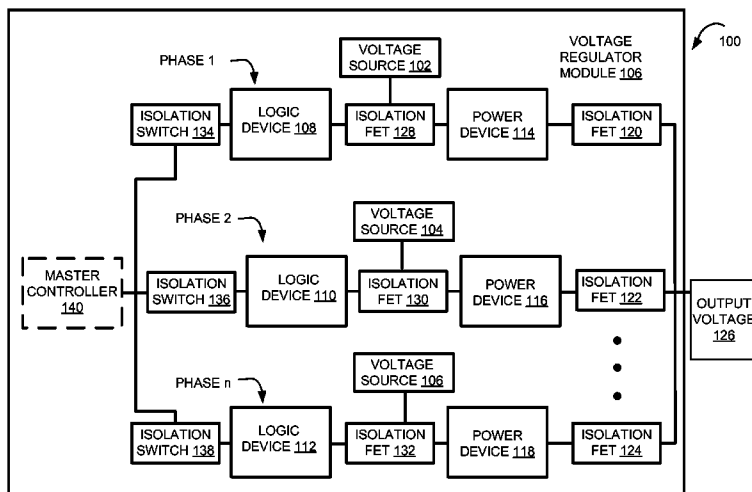 100
VOLTAGE
REGULATOR
MODULE 106
PHASE 1
VOLTAGE
SOURCE 102
ISOLATION
SWITCH 134
LOGIC
DEVICE 108
ISOLATION
FET 128
POWER
DEVICE 114
ISOLATION
FET 120
PHASE 2
VOLTAGE
SOURCE 104
MASTER
CONTROLLER
140
ISOLATION
SWITCH 136
LOGIC
DEVICE 110
ISOLATION
FET 130
POWER
DEVICE 116
ISOLATION
FET 122
OUTPUT
VOLTAGE
126
PHASE n
VOLTAGE
SOURCE 106
ISOLATION
SWITCH 138
LOGIC
DEVICE 112
ISOLATION
FET 132
POWER
DEVICE 118
ISOLATION
FET 124